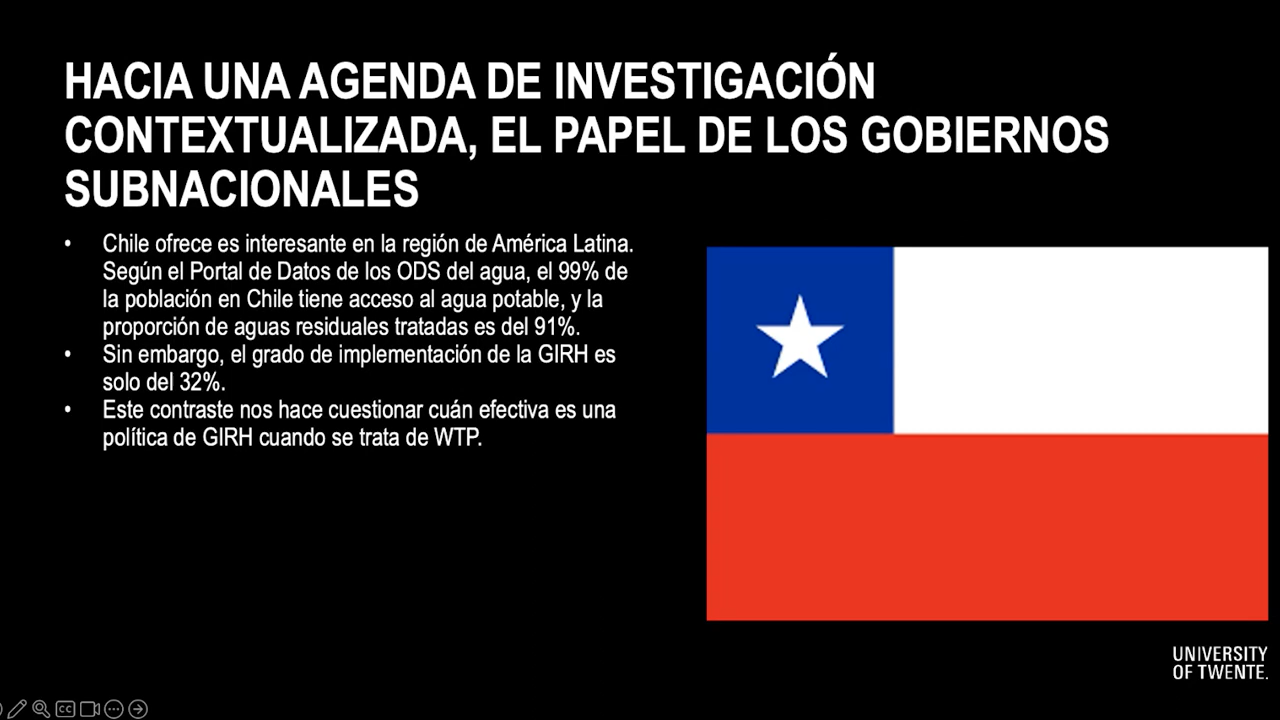 HACIA UNA AGENDA DE INVESTIGACIÓN
CONTEXTUALIZADA, EL PAPEL DE LOS GOBIERNOS
SUBNACIONALES
• Chile ofrece es interesante en la región de América Latina.
Según el Portal de Datos de los ODS del agua, el 99% de
la población en Chile tiene acceso al agua potable, y la
proporción de aguas residuales tratadas es del 91%.
• Sin embargo, el grado de implementación de la GIRH es
solo del 32%.
• Este contraste nos hace cuestionar cuán efectiva es una
política de GIRH cuando se trata de WTP.
UNIVERSITY
OF TWENTE.
CC